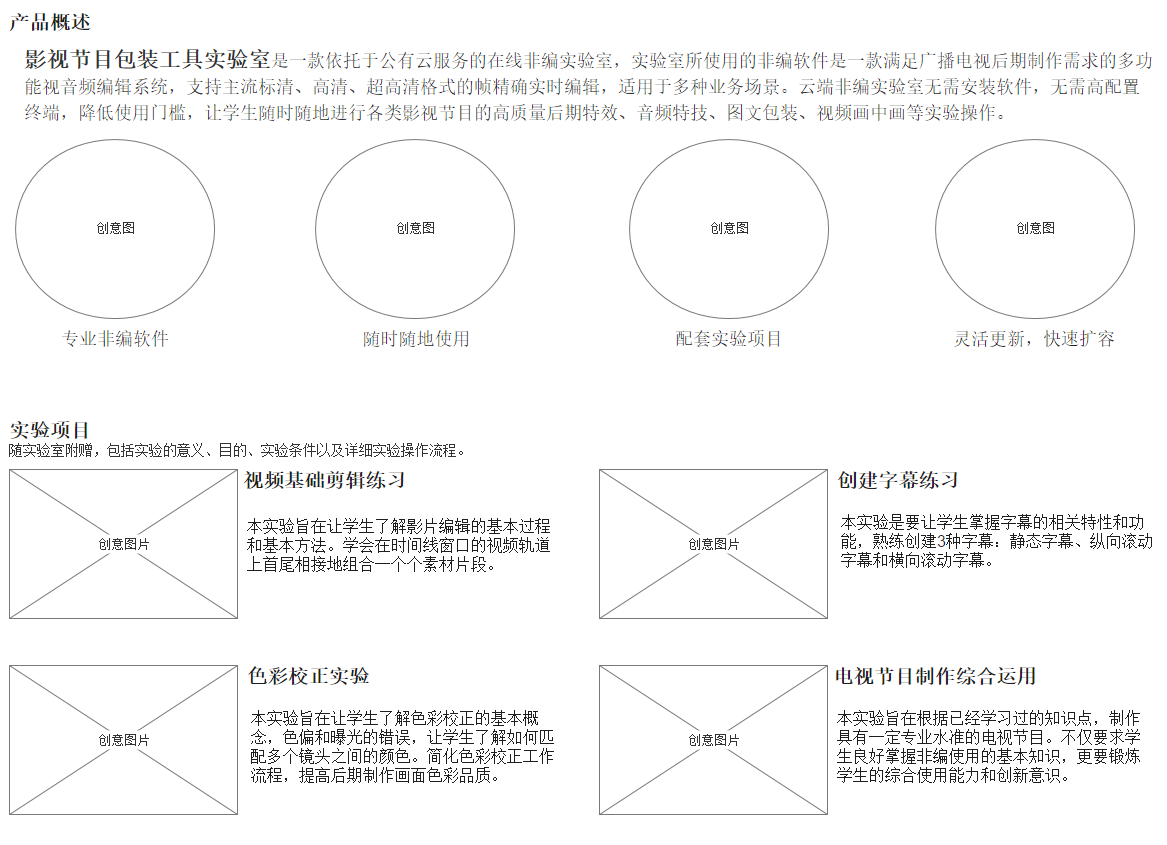 产品概述
影视节目包装工具实验室是一款依托于公有云服务的在线非编实验室，实验室所使用的非编软件是一款满足广播电视后期制作需求的多功
能视音频编辑系统，支持主流标清、高清、超高清格式的帧精确实时编辑，适用于多种业务场景。云端非编实验室无需安装软件，无需高配置
终端，降低使用门槛，让学生随时随地进行各类影视节目的高质量后期特效、音频特技、图文包装、视频画中画等实验操作。
创意图
创意图
创意图
创意图
专业非编软件
随时随地使用
配套实验项目
灵活更新，快速扩容
实验项目
随实验室附赠，包括实验的意义、目的、实验条件以及详细实验操作流程。
创意图片
视频基础剪辑练习
本实验旨在让学生了解影片编辑的基本过程
和基本方法。学会在时间线窗口的视频轨道
上首尾相接地组合一个个素材片段。
创意图片
创建字幕练习
本实验是要让学生掌握字幕的相关特性和功
能，熟练创建3种字幕：静态字幕、纵向滚动
字幕和横向滚动字幕。
创意图片
色彩校正实验
本实验旨在让学生了解色彩校正的基本概
念，色偏和曝光的错误，让学生了解如何匹
配多个镜头之间的颜色。简化色彩校正工作
流程，提高后期制作画面色彩品质。
创意图片
电视节目制作综合运用
本实验旨在根据已经学习过的知识点，制作
具有一定专业水准的电视节目。不仅要求学
生良好掌握非编使用的基本知识，更要锻炼
学生的综合使用能力和创新意识。